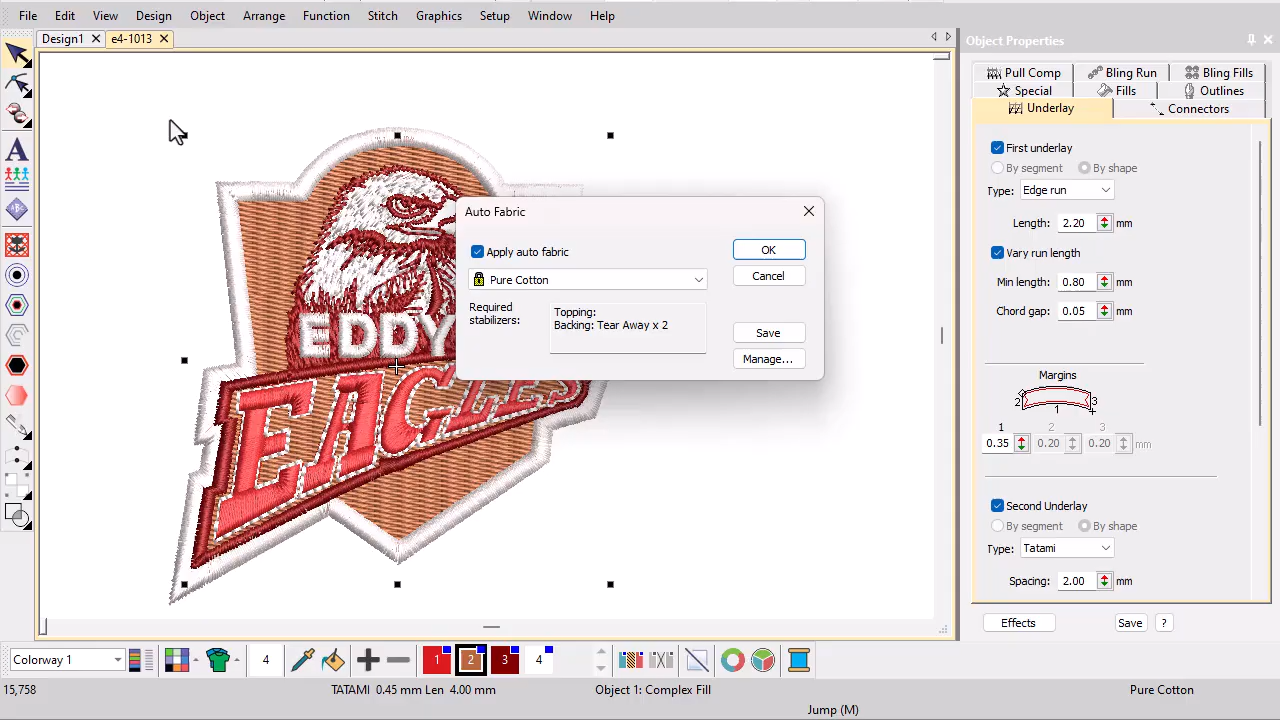 File Edit View Design Object Arrange Function Stitch Graphics Setup Window Help
Design1 e4-1013
Object Properties
Pull Comp Bling Run Bling Fills
Special Fills Outlines
Underlay Connectors
First underlay
By segment By shape
Type: Edge run
Length: 2.20 mm
Vary run length
Min length: 0.80 mm
Chord gap: 0.05 mm
Margins
2 3
1
1 2 3
0.35 0.20 0.20 mm
Second Underlay
By segment By shape
Type: Tatami
Spacing 2.00 mm
Effects Save ?
Auto Fabric
Apply auto fabric
OK
Pure Cotton
Cancel
Required
stabilizers:
Topping:
Backing: Tear Away x 2
Save
Manage...
EDDY
EAGLES
A
ABC
Colorway 1 4 1 2 3 4
15,758 TATAMI 0.45 mm Len 4.00 mm Object 1: Complex Fill Pure Cotton
Jump (M)